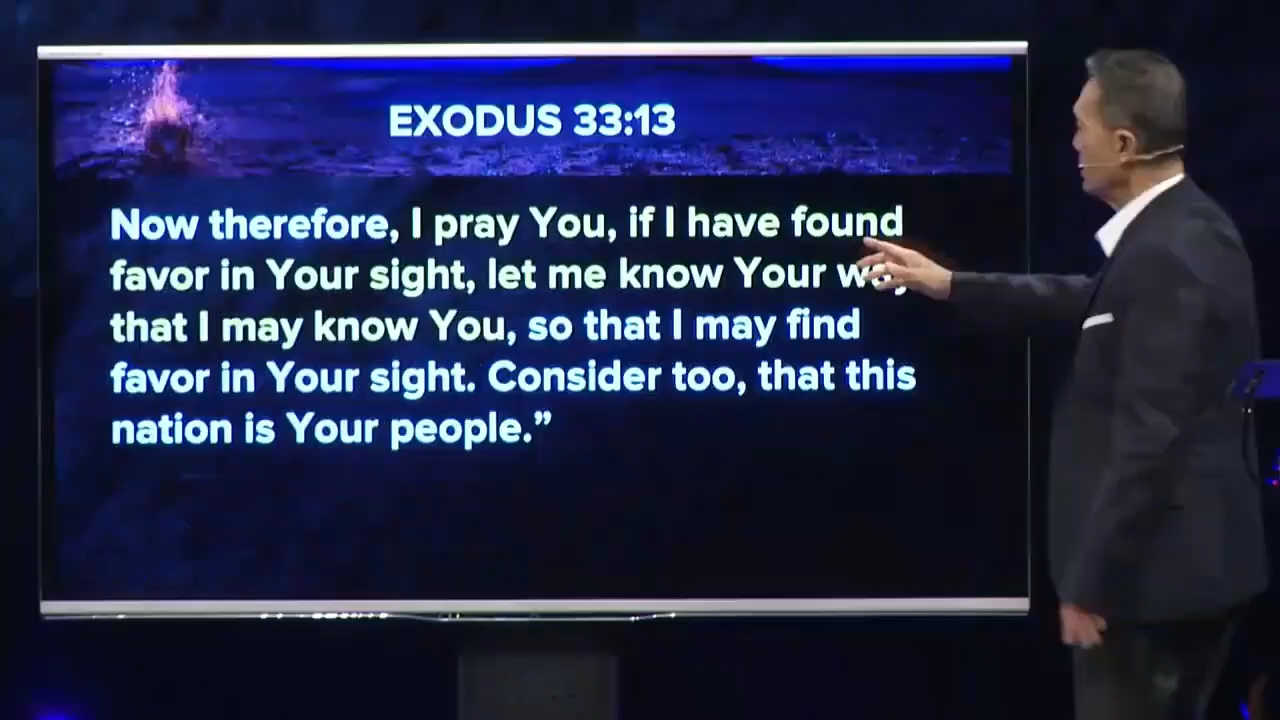 EXODUS 33:13
Now therefore, I pray You, if I have found
favor in Your sight, let me know Your
that I may know You, so that I may find
favor in Your sight. Consider too, that this
nation is Your people.”